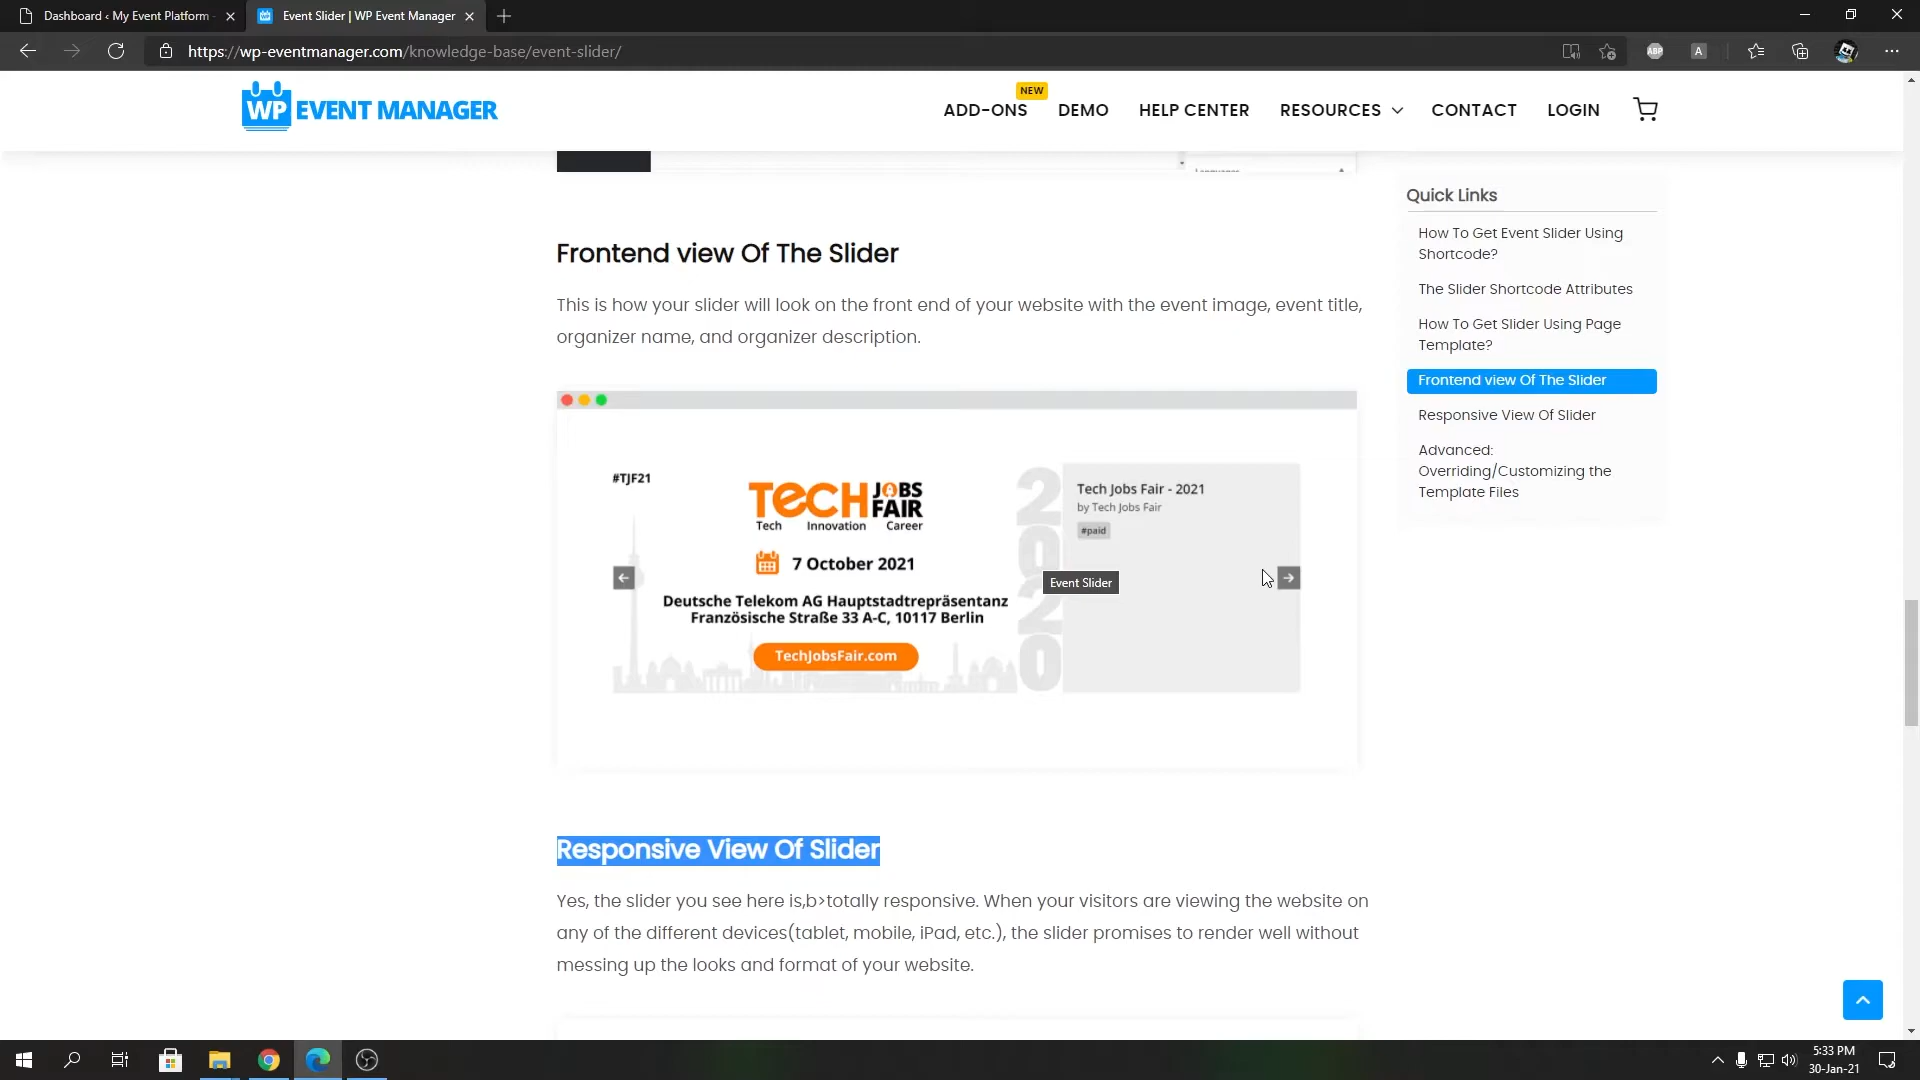 Dashboard ‹ My Event Platform
Event Slider | WP Event Manager
https://wp-eventmanager.com/knowledge-base/event-slider/
ABP
A
WP EVENT MANAGER
NEW
ADD-ONS
DEMO
HELP CENTER
RESOURCES
CONTACT
LOGIN
Frontend view Of The Slider
This is how your slider will look on the front end of your website with the event image, event title,
organizer name, and organizer description.
#TJF21
TECH JOBS FAIR
Tech Innovation Career
7 October 2021
Deutsche Telekom AG Hauptstadtrepräsentanz
Französische Straße 33 A-C, 10117 Berlin
TechJobsFair.com
2020
Tech Jobs Fair - 2021
by Tech Jobs Fair
#paid
Event Slider
Responsive View Of Slider
Yes, the slider you see here is,b>totally responsive. When your visitors are viewing the website on
any of the different devices(tablet, mobile, iPad, etc.), the slider promises to render well without
messing up the looks and format of your website.
Quick Links
How To Get Event Slider Using
Shortcode?
The Slider Shortcode Attributes
How To Get Slider Using Page
Template?
Frontend view Of The Slider
Responsive View Of Slider
Advanced:
Overriding/Customizing the
Template Files
5:33 PM
30-Jan-21